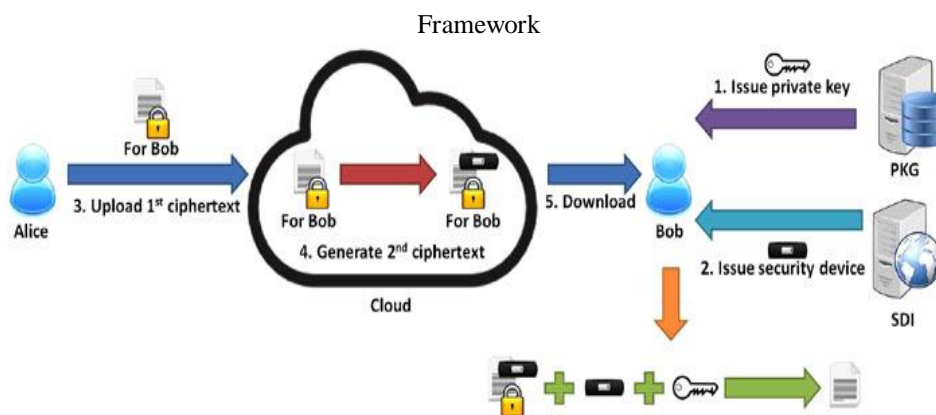 Framework
1. Issue private key
For Bob
PKG
3. Upload 1st ciphertext
Alice
For Bob
For Bob
4. Generate 2nd ciphertext
Cloud
5. Download
Bob
2. Issue security device
SDI